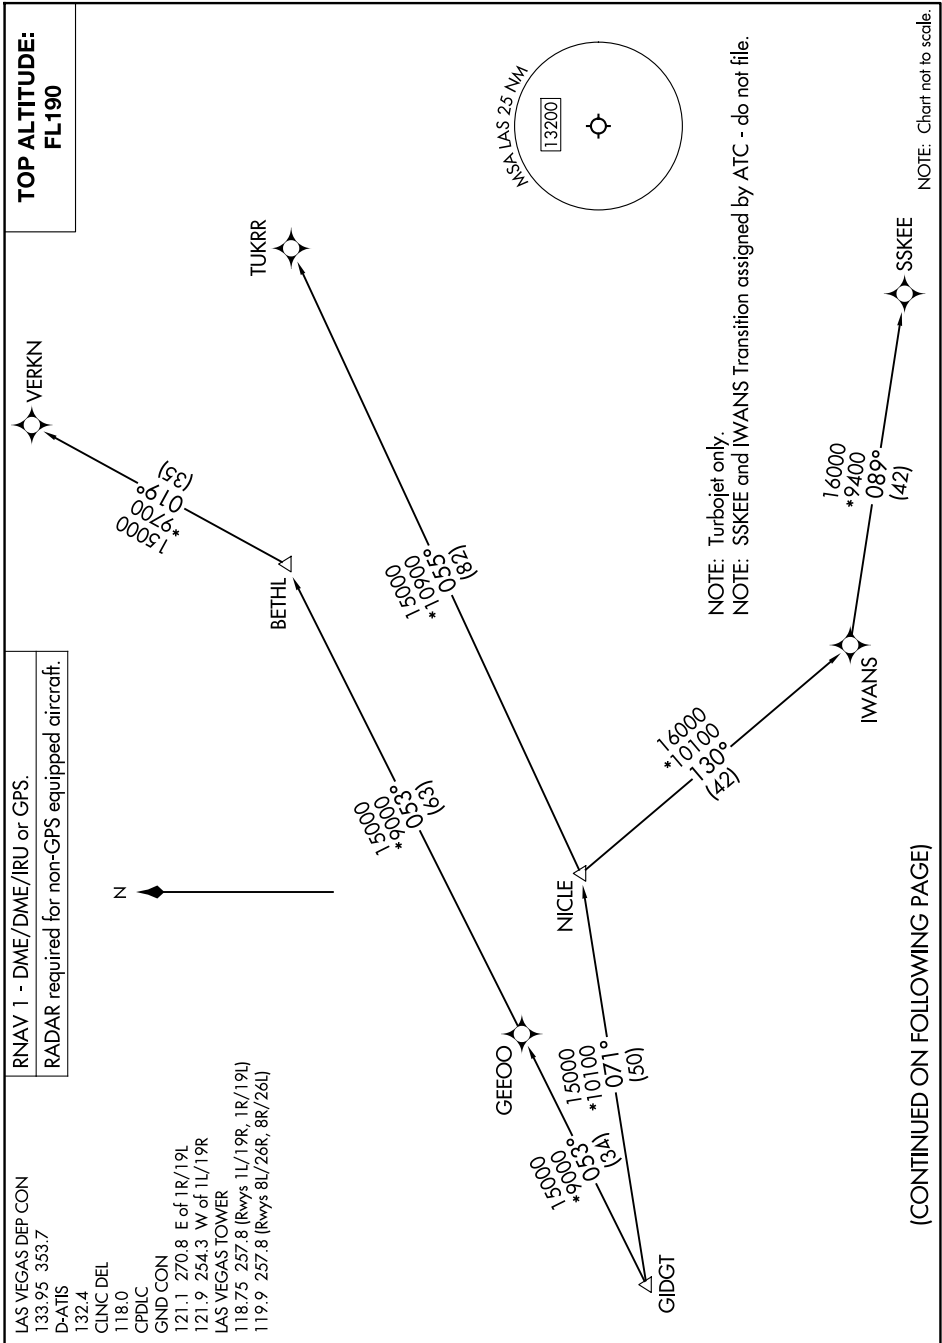 LAS VEGAS DEP CON
133.95 353.7
D-ATIS
132.4
CLNC DEL
118.0
CPDLC
GND CON
121.1 270.8 E of 1R/19L
121.9 254.3 W of 1L/19R
LAS VEGAS TOWER
118.75 257.8 (Rwys 1L/19R, 1R/19L)
119.9 257.8 (Rwys 8L/26R, 8R/26L)
RNAV 1 - DME/DME/IRU or GPS.
RADAR required for non-GPS equipped aircraft.
TOP ALTITUDE:
FL190
N
VERKN
15000
*9700
019°
(35)
BETHL
TUKRR
15000
*10900
055°
(82)
15000
*9000
053°
(63)
GEEOO
15000
*9000
053°
(34)
GIDGT
15000
*10100
071°
(50)
NICLE
16000
*10100
130°
(42)
IWANS
16000
*9400
089°
(42)
SSKEE
MSA LAS 25 NM
13200
NOTE: Turbojet only.
NOTE: SSKEE and IWANS Transition assigned by ATC - do not file.
(CONTINUED ON FOLLOWING PAGE)
NOTE: Chart not to scale.